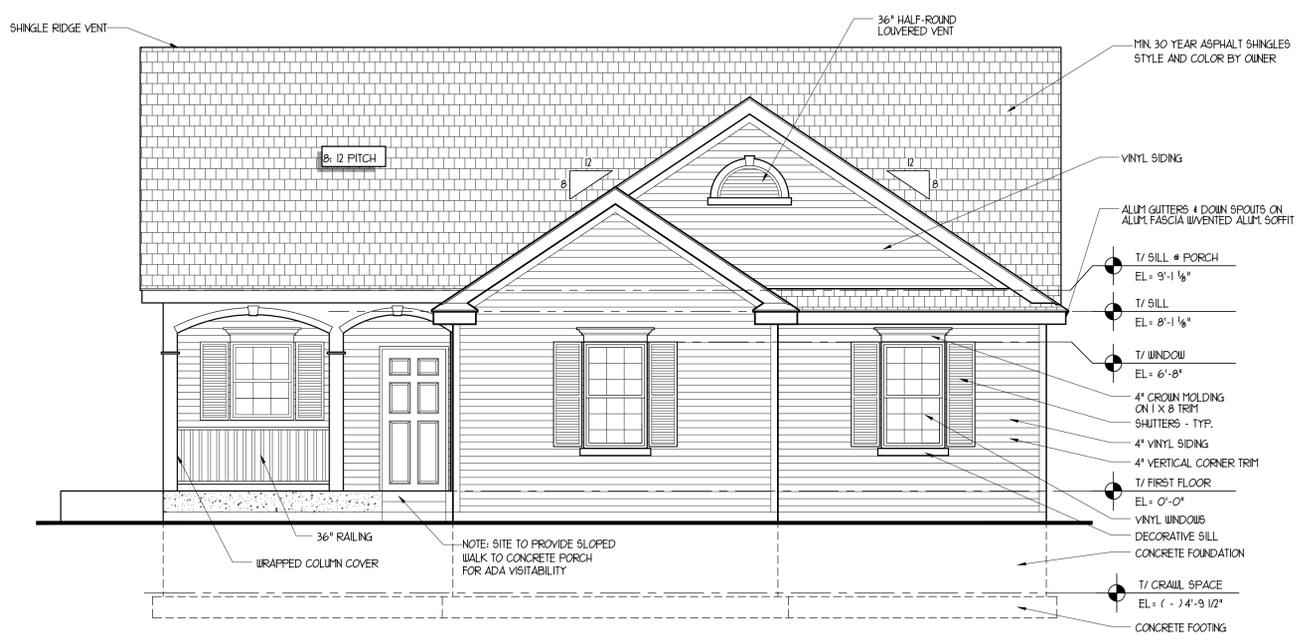 SHINGLE RIDGE VENT
36" HALF-ROUND
LOUVERED VENT
MIN. 30 YEAR ASPHALT SHINGLES
STYLE AND COLOR BY OWNER
8: 12 PITCH
12
8
12
8
VINYL SIDING
ALUM GUTTERS & DOWN SPOUTS ON
ALUM. FASCIA W/VENTED ALUM. SOFFIT
T/ SILL @ PORCH
EL= 9'-1 1/8"
T/ SILL
EL= 8'-1 1/8"
T/ WINDOW
EL= 6'-8"
4" CROWN MOLDING
ON 1 X 8 TRIM
SHUTTERS - TYP.
4" VINYL SIDING
4" VERTICAL CORNER TRIM
T/ FIRST FLOOR
EL= 0'-0"
VINYL WINDOWS
DECORATIVE SILL
CONCRETE FOUNDATION
36" RAILING
WRAPPED COLUMN COVER
NOTE: SITE TO PROVIDE SLOPED
WALK TO CONCRETE PORCH
FOR ADA VISITABILITY
T/ CRAWL SPACE
EL= ( - ) 4'-9 1/2"
CONCRETE FOOTING